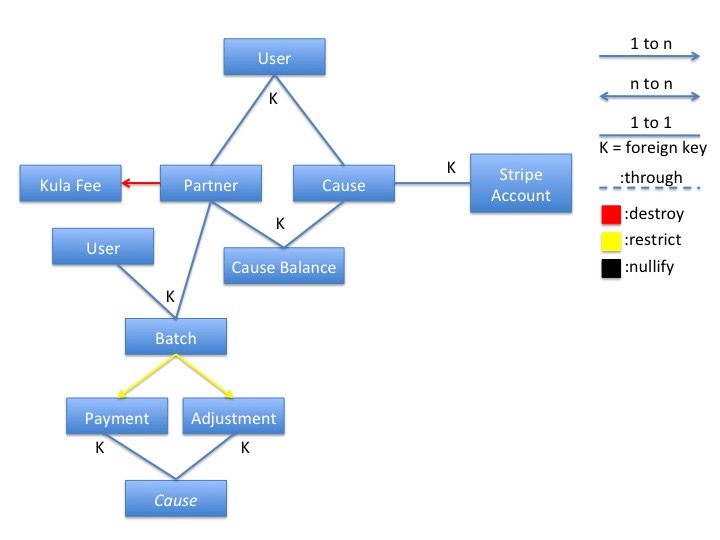 User
1 to n
n to n
K
1 to 1
K = foreign key
Kula Fee
Partner
Cause
K
Stripe
Account
:through
:destroy
:restrict
:nullify
K
User
Cause Balance
K
Batch
Payment
Adjustment
K
K
Cause